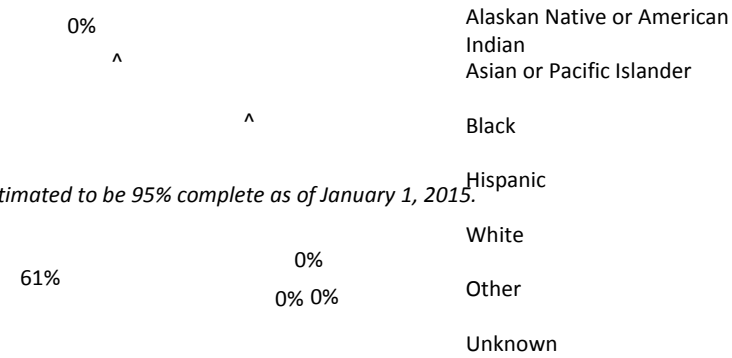 0%
^
^
timated to be 95% complete as of January 1, 2015.
61%
0%
0% 0%
Alaskan Native or American
Indian
Asian or Pacific Islander
Black
Hispanic
White
Other
Unknown